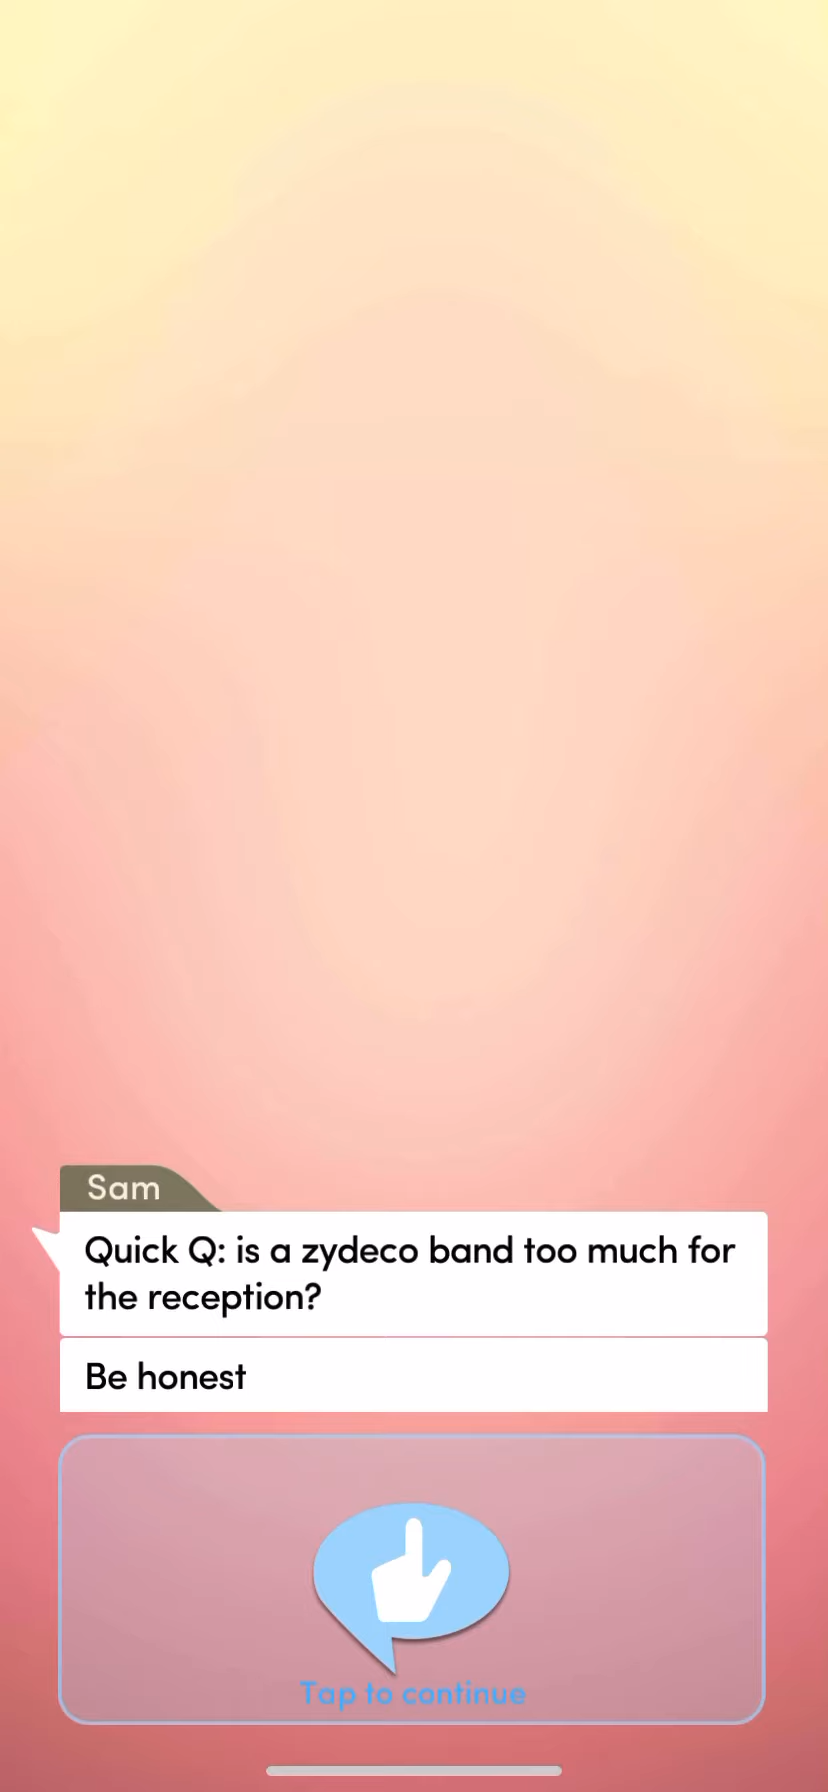 Sam
Quick Q: is a zydeco band too much for
the reception?
Be honest
Tap to continue